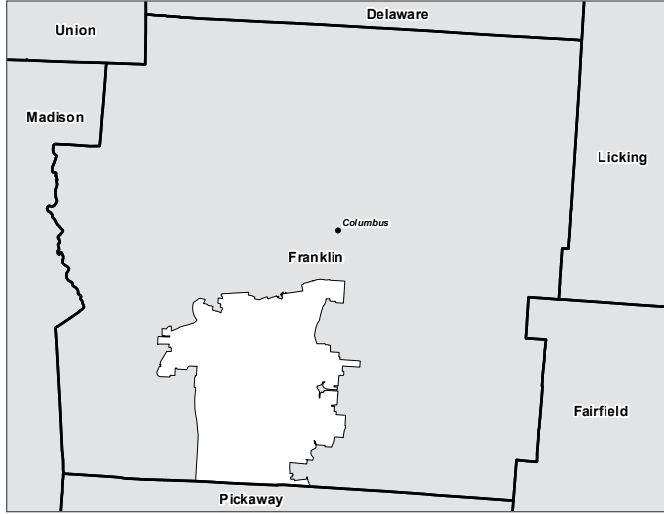 Delaware
Union
Madison
Licking
Columbus
Franklin
Fairfield
Pickaway